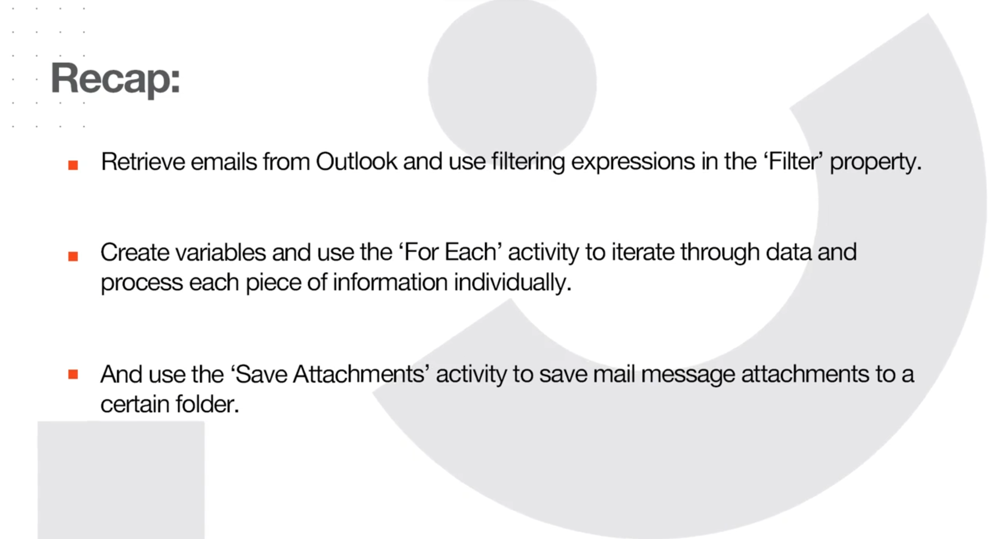 Recap:
Retrieve emails from Outlook and use filtering expressions in the ‘Filter’ property.
Create variables and use the ‘For Each’ activity to iterate through data and
process each piece of information individually.
And use the ‘Save Attachments’ activity to save mail message attachments to a
certain folder.